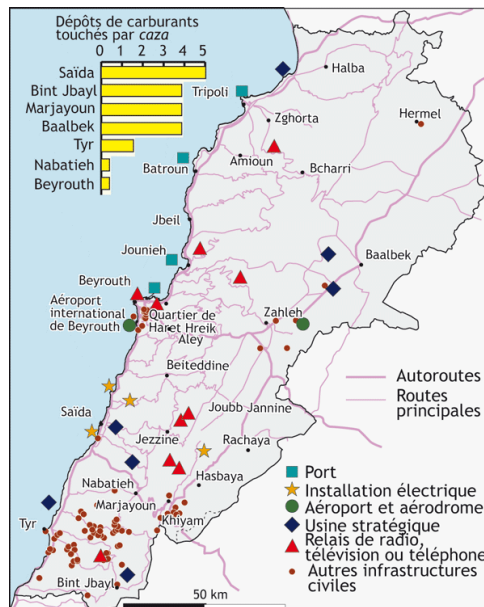 Dépôts de carburants
touchés par caza
0 1 2 3 4 5
Saïda
Bint Jbayl
Marjayoun
Baalbek
Tyr
Nabatieh
Beyrouth
Halba
Tripoli
Zghorta
Hermel
Amioun
Batroun
Bcharri
Jbeil
Jounieh
Baalbek
Beyrouth
Aéroport
international
de Beyrouth
Quartier de
Haret Hreik
Zahleh
Aley
Beiteddine
Autoroutes
Routes
principales
Saïda
Joubb Jannine
Jezzine
Rachaya
Nabatieh
Hasbaya
Marjayoun
Khiyam
Tyr
Bint Jbayl
Port
Installation électrique
Aéroport et aérodrome
Usine stratégique
Relais de radio,
télévision ou téléphone
Autres infrastructures
civiles
50 km